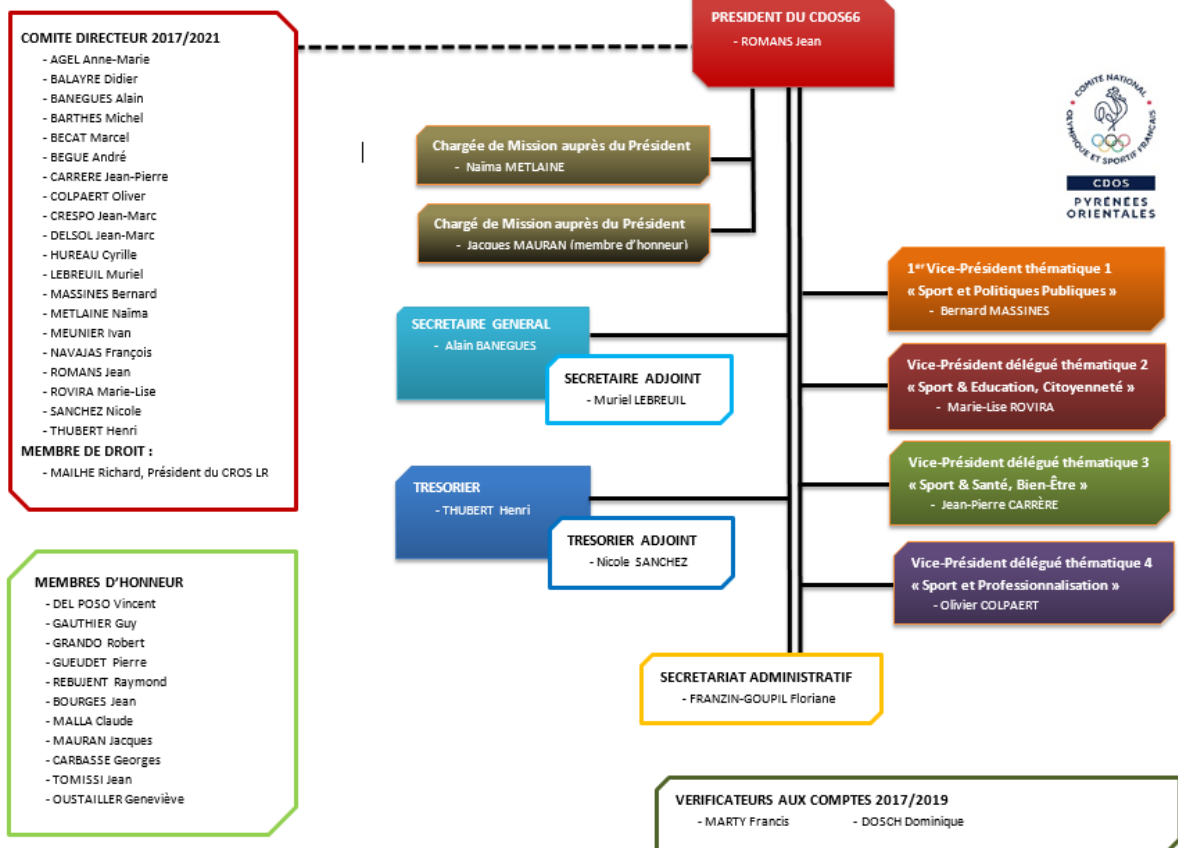 COMITE DIRECTEUR 2017/2021
- AGEL Anne-Marie
- BALAYRE Didier
- BANEGUES Alain
- BARTHES Michel
- BECAT Marcel
- BEGUE André
- CARRERE Jean-Pierre
- COLPAERT Oliver
- CRESPO Jean-Marc
- DELSOL Jean-Marc
- HUREAU Cyrille
- LEBREUIL Muriel
- MASSINES Bernard
- METLAINE Naïma
- MEUNIER Ivan
- NAVAJAS François
- ROMANS Jean
- ROVIRA Marie-Lise
- SANCHEZ Nicole
- THUBERT Henri
MEMBRE DE DROIT :
- MAILHE Richard, Président du CROS LR
MEMBRES D'HONNEUR
- DEL POSO Vincent
- GAUTHIER Guy
- GRANDO Robert
- GUEUDET Pierre
- REBUJENT Raymond
- BOURGES Jean
- MALLA Claude
- MAURAN Jacques
- CARBASSE Georges
- TOMISSI Jean
- OUSTAILLER Geneviève
PRESIDENT DU CDOS66
- ROMANS Jean
Chargée de Mission auprès du Président
- Naïma METLAINE
Chargé de Mission auprès du Président
- Jacques MAURAN (membre d'honneur)
SECRETAIRE GENERAL
- Alain BANEGUES
SECRETAIRE ADJOINT
- Muriel LEBREUIL
TRESORIER
- THUBERT Henri
TRESORIER ADJOINT
- Nicole SANCHEZ
COMITÉ NATIONAL
OLYMPIQUE ET SPORTIF FRANÇAIS
CDOS
PYRÉNÉES
ORIENTALES
1er Vice-Président thématique 1
« Sport et Politiques Publiques »
- Bernard MASSINES
Vice-Président délégué thématique 2
« Sport & Education, Citoyenneté »
- Marie-Lise ROVIRA
Vice-Président délégué thématique 3
« Sport & Santé, Bien-Être »
- Jean-Pierre CARRÈRE
Vice-Président délégué thématique 4
« Sport et Professionnalisation »
- Olivier COLPAERT
SECRETARIAT ADMINISTRATIF
- FRANZIN-GOUPIL Floriane
VERIFICATEURS AUX COMPTES 2017/2019
- MARTY Francis - DOSCH Dominique